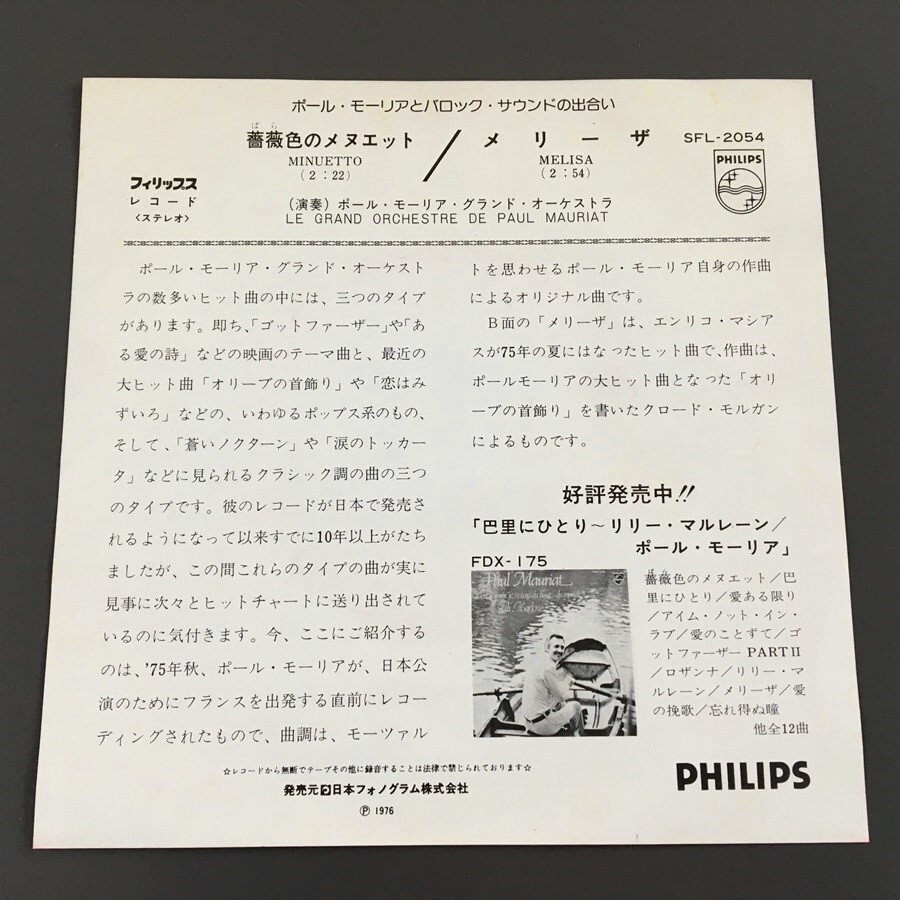 ポール・モーリアとバロック・サウンドの出合い
ばら
薔薇色のメヌエット／メリーザ
MINUETTO MELISA
(2:22) (2:54)
SFL-2054
PHILIPS
フィリップス
レコード
〈ステレオ〉
(演奏) ポール・モーリア・グランド・オーケストラ
LE GRAND ORCHESTRE DE PAUL MAURIAT
ポール・モーリア・グランド・オーケスト
ラの数多いヒット曲の中には、三つのタイプ
があります。即ち、「ゴットファーザー」や「あ
る愛の詩」などの映画のテーマ曲と、最近の
大ヒット曲「オリーブの首飾り」や「恋はみ
ずいろ」などの、いわゆるポップス系のもの、
そして、「蒼いノクターン」や「涙のトッカー
タ」などに見られるクラシック調の曲の三つ
のタイプです。彼のレコードが日本で発売さ
れるようになって以来すでに10年以上がたち
ましたが、この間これらのタイプの曲が実に
見事に次々とヒットチャートに送り出されて
いるのに気付きます。今、ここにご紹介する
のは、'75年秋、ポール・モーリアが、日本公
演のためにフランスを出発する直前にレコー
ディングされたもので、曲調は、モーツァル
トを思わせるポール・モーリア自身の作曲
によるオリジナル曲です。
B面の「メリーザ」は、エンリコ・マシア
スが75年の夏にはなったヒット曲で、作曲は、
ポールモーリアの大ヒット曲となった「オリ
ーブの首飾り」を書いたクロード・モルガン
によるものです。
好評発売中!!
「巴里にひとり〜リリー・マルレーン／
ポール・モーリア」
FDX-175
Paul Mauriat
ばら
薔薇色のメヌエット／巴
里にひとり／愛ある限り
／アイム・ノット・イン・
ラブ／愛のことずて／ゴ
ットファーザー PART II
／ロザンナ／リリー・マ
ルレーン／メリーザ／愛
の挽歌／忘れ得ぬ瞳
他全12曲
☆レコードから無断でテープその他に録音することは法律で禁じられております☆
発売元 日本フォノグラム株式会社
Ⓟ 1976
PHILIPS